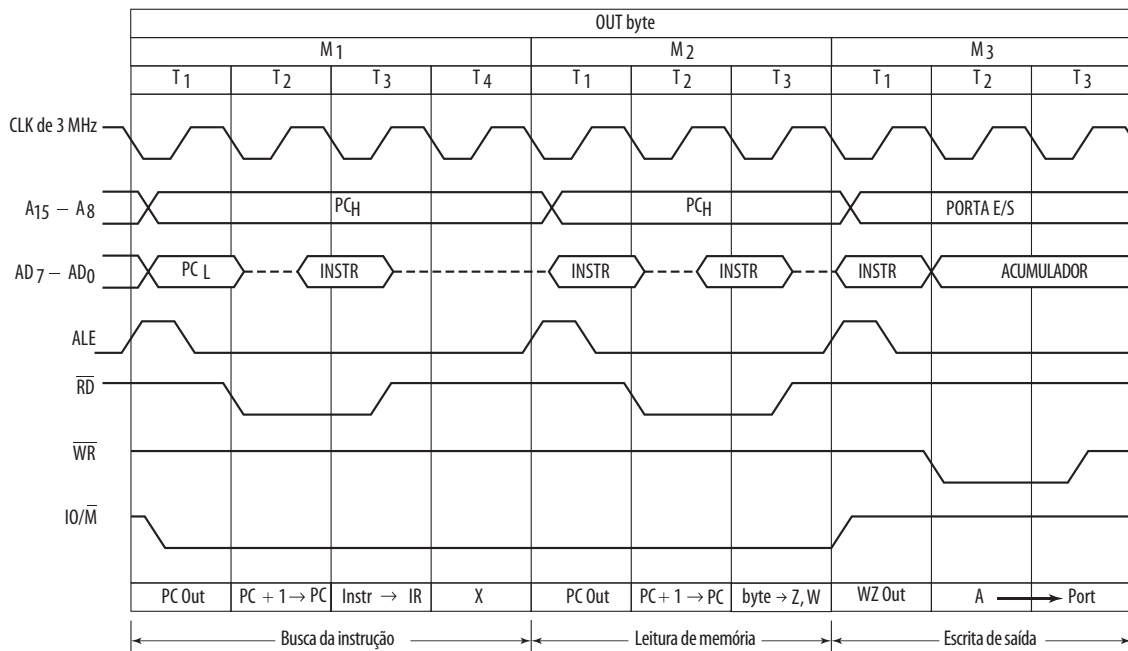 OUT byte
M1 M2 M3
T1 T2 T3 T4 T1 T2 T3 T1 T2 T3
CLK de 3 MHz
A15 – A8 PCH PCH PORTA E/S
AD7 – AD0 PCL INSTR INSTR INSTR INSTR ACUMULADOR
ALE
R̅D̅
W̅R̅
IO/M̅
PC Out PC + 1 → PC Instr → IR X PC Out PC+1 → PC byte → Z, W WZ Out A → Port
Busca da instrução Leitura de memória Escrita de saída